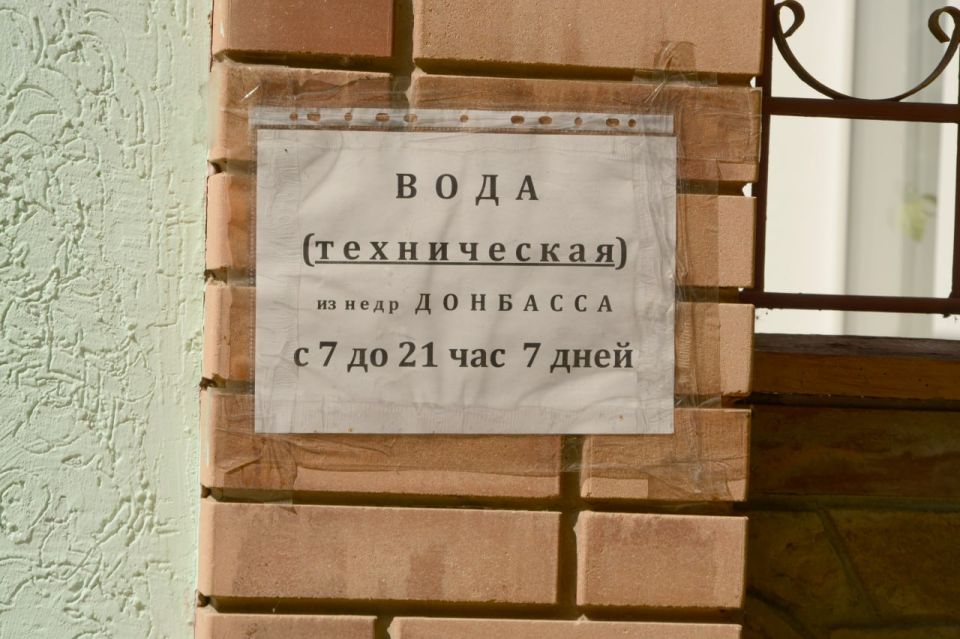 ВОДА
(техническая)
из недр ДОНБАССА
с 7 до 21 час 7 дней